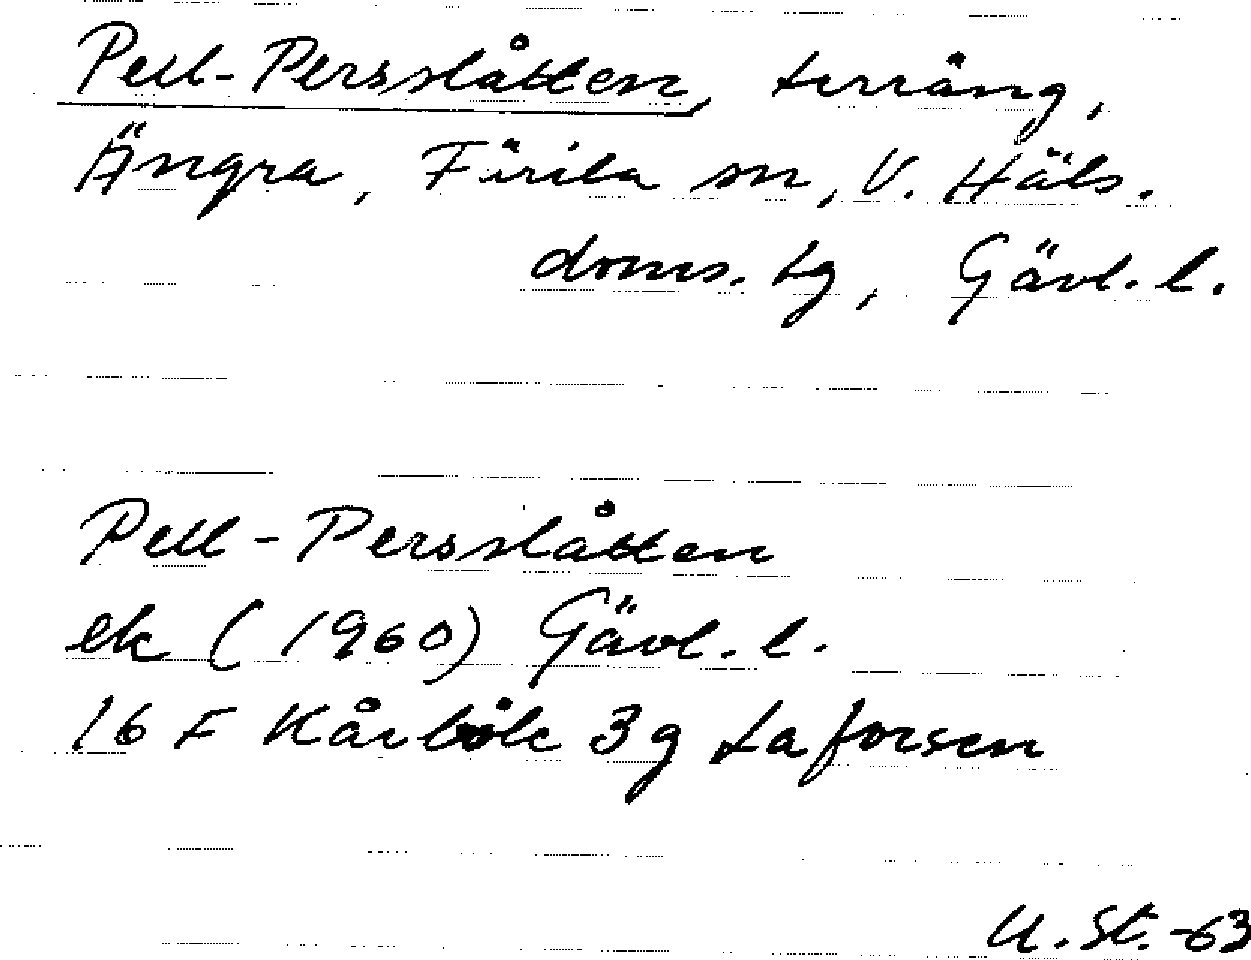 Pell-Persslåtten, terräng,
Ängra, Färila sn, V. Häls.
doms. tg, Gävl. l.
Pell-Persslåtten
ek (1960) Gävl. l.
16 F Kårböle 3g Laforsen
U. St. -63